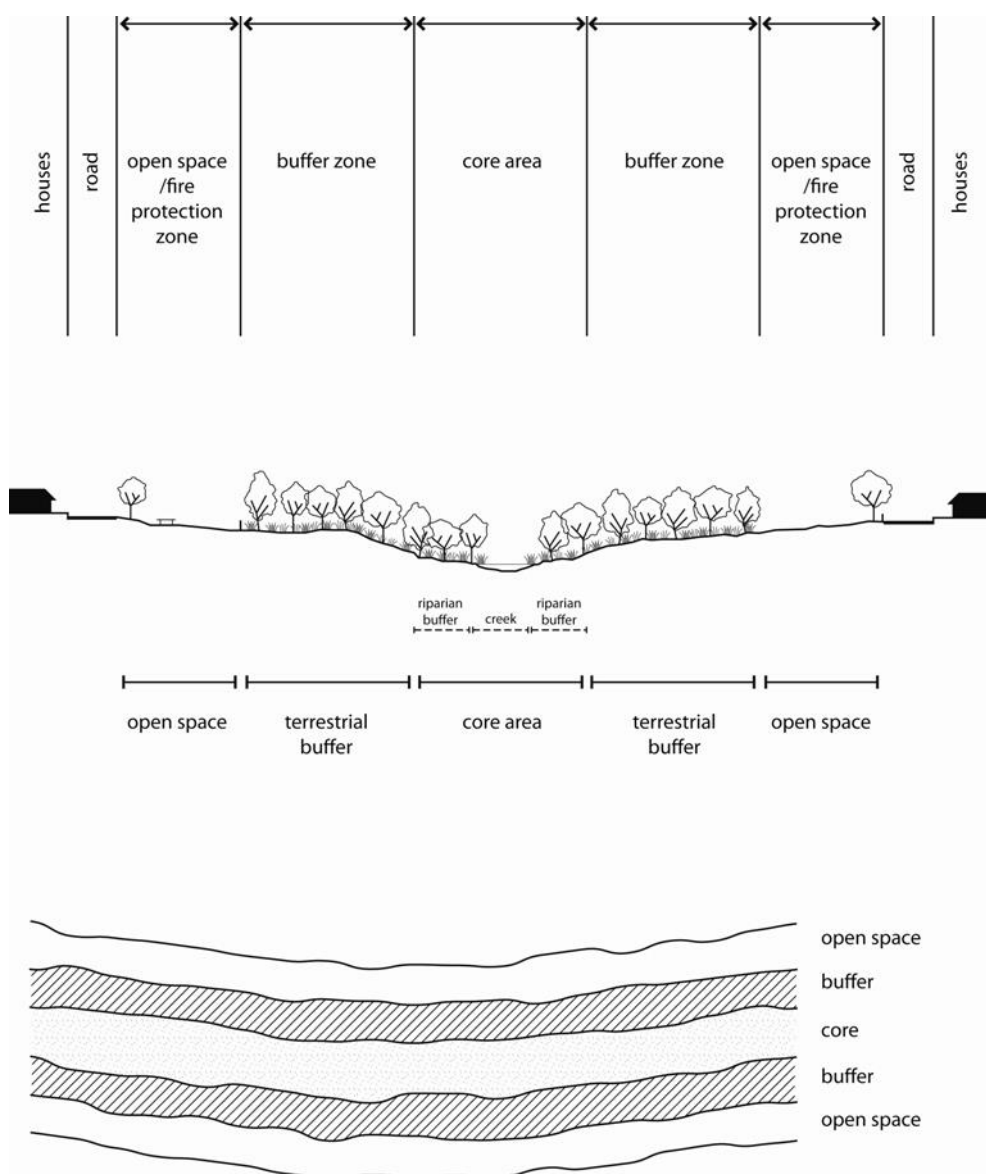 houses
road
open space
/fire
protection
zone
buffer zone
core area
buffer zone
open space
/fire
protection
zone
road
houses
riparian
buffer
creek
riparian
buffer
open space
terrestrial
buffer
core area
terrestrial
buffer
open space
open space
buffer
core
buffer
open space